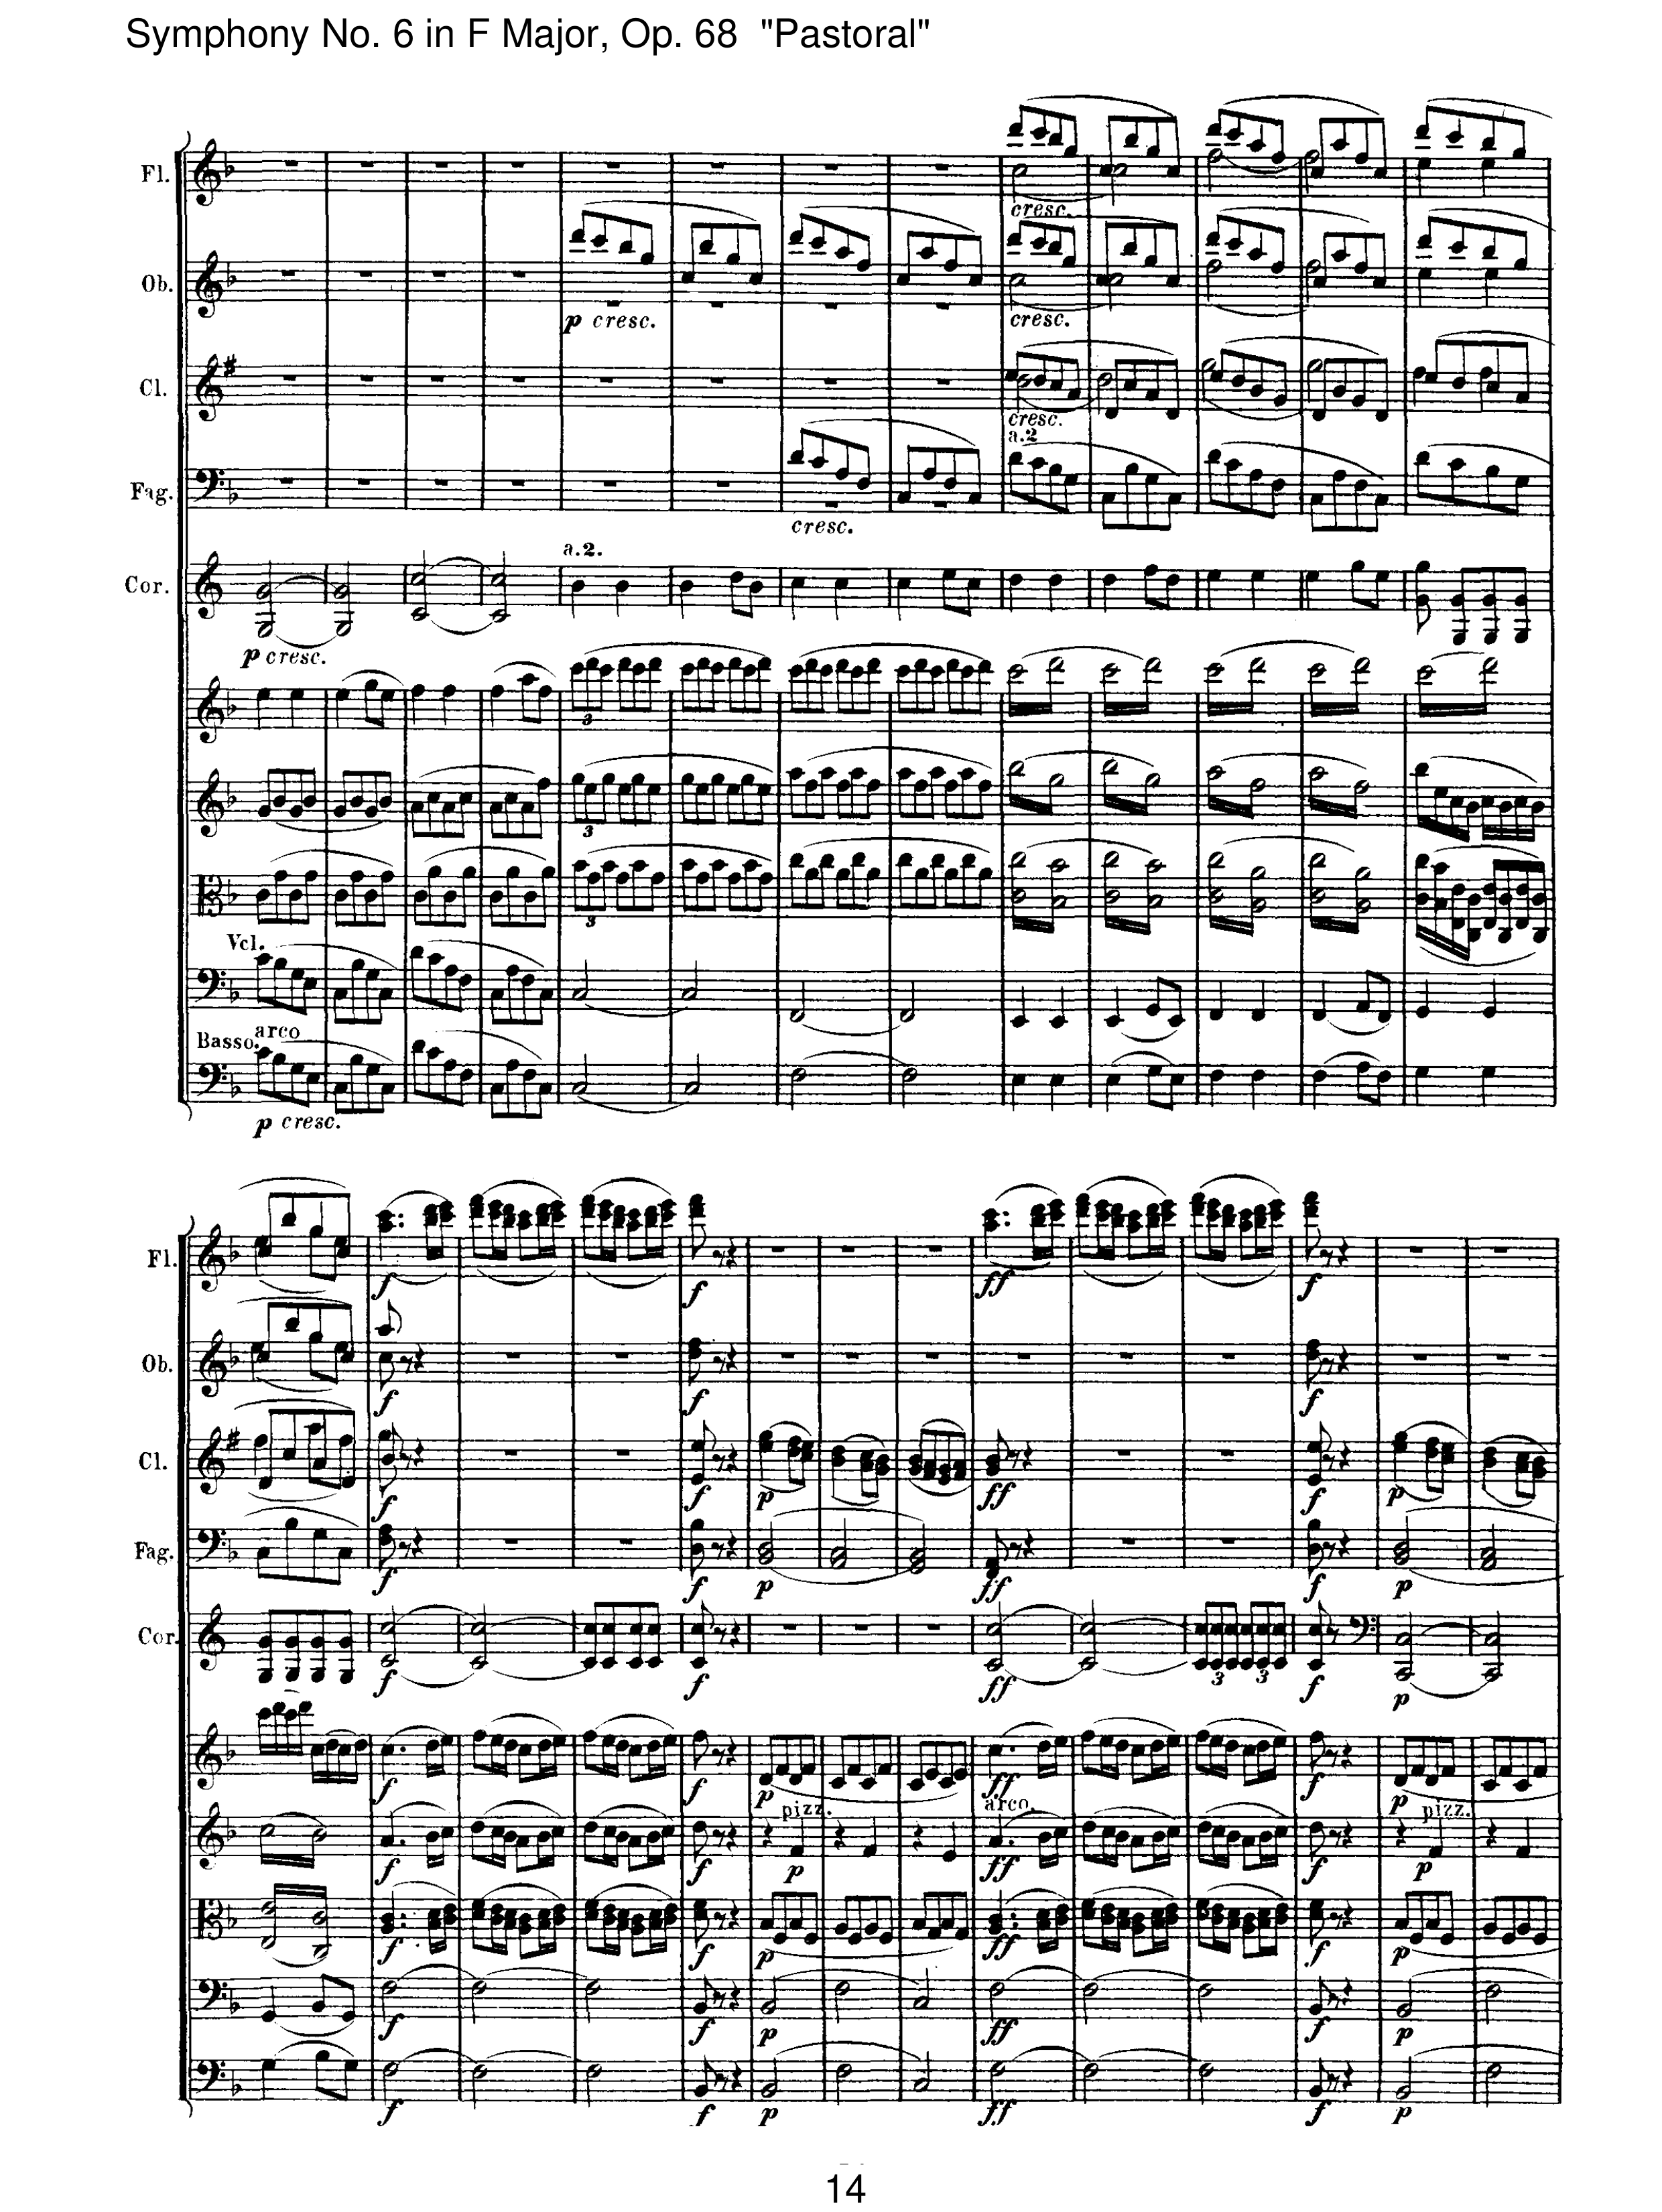 Symphony No. 6 in F Major, Op. 68 "Pastoral"
Fl.
cresc.
Ob.
p cresc.
cresc.
Cl.
cresc.
a.2
Fag.
cresc.
a.2.
Cor.
p cresc.
3
3
3
Vcl.
arco
Basso.
p cresc.
Fl.
f
f
ff
f
Ob.
f
f
f
Cl.
f
f
p
ff
f
p
Fag.
f
f
p
ff
f
p
Cor.
3 3
f
f
ff
f
p
f
f
p
ff
f
p
pizz.
arco.
pizz.
f
f
p
ff
f
p
f
f
p
ff
f
p
f
f
p
ff
f
p
f
f
p
ff
f
p
14